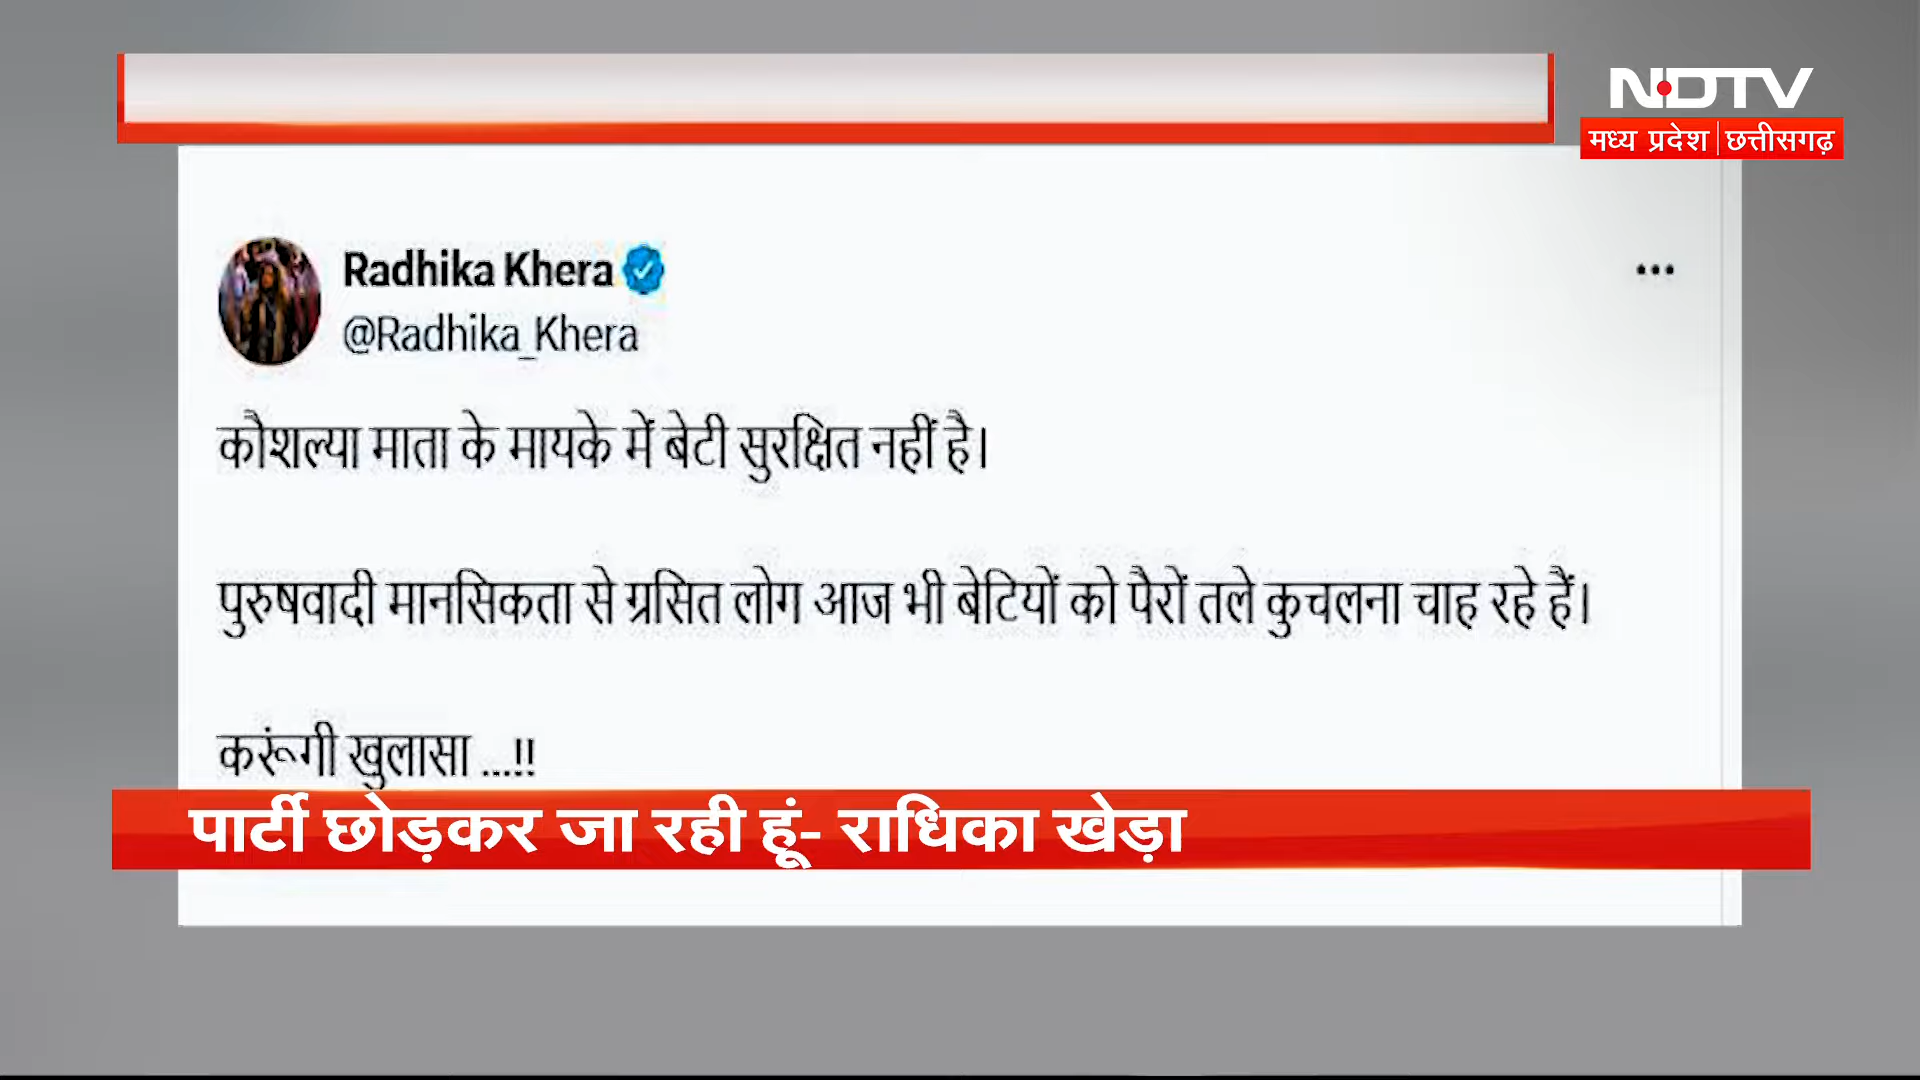 NDTV
मध्य प्रदेश|छत्तीसगढ़
Radhika Khera
@Radhika_Khera
कौशल्या माता के मायके में बेटी सुरक्षित नहीं है।
पुरुषवादी मानसिकता से ग्रसित लोग आज भी बेटियों को पैरों तले कुचलना चाह रहे हैं।
करूंगी खुलासा ...!!
पार्टी छोड़कर जा रही हूं- राधिका खेड़ा